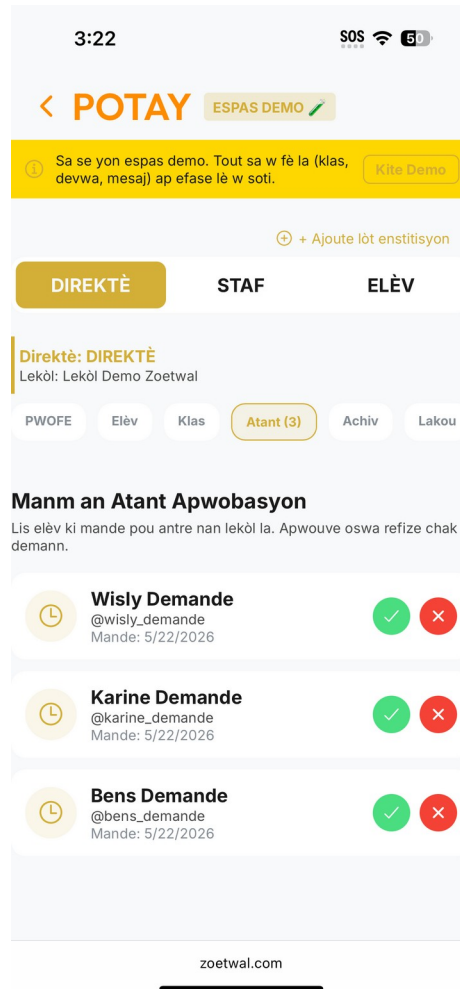 3:22
SOS
50
POTAY
ESPAS DEMO
Sa se yon espas demo. Tout sa w fè la (klas,
devwa, mesaj) ap efase lè w soti.
Kite Demo
+ Ajoute lòt enstitisyon
DIREKTÈ
STAF
ELÈV
Direktè: DIREKTÈ
Lekòl: Lekòl Demo Zoetwal
PWOFE
Elèv
Klas
Atant (3)
Achiv
Lakou
Manm an Atant Apwobasyon
Lis elèv ki mande pou antre nan lekòl la. Apwouve oswa refize chak
demann.
Wisly Demande
@wisly_demande
Mande: 5/22/2026
Karine Demande
@karine_demande
Mande: 5/22/2026
Bens Demande
@bens_demande
Mande: 5/22/2026
zoetwal.com